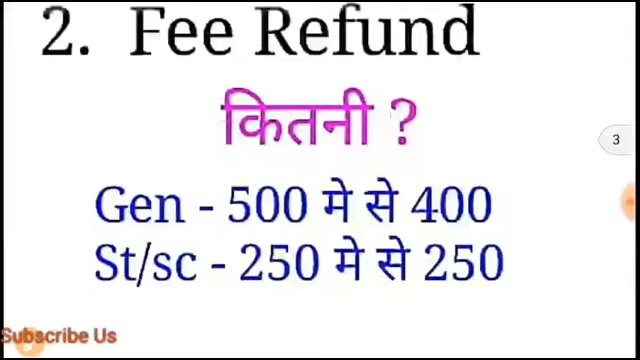 2. Fee Refund
कितनी ?
3
Gen - 500 मे से 400
St/sc - 250 मे से 250
Subscribe Us